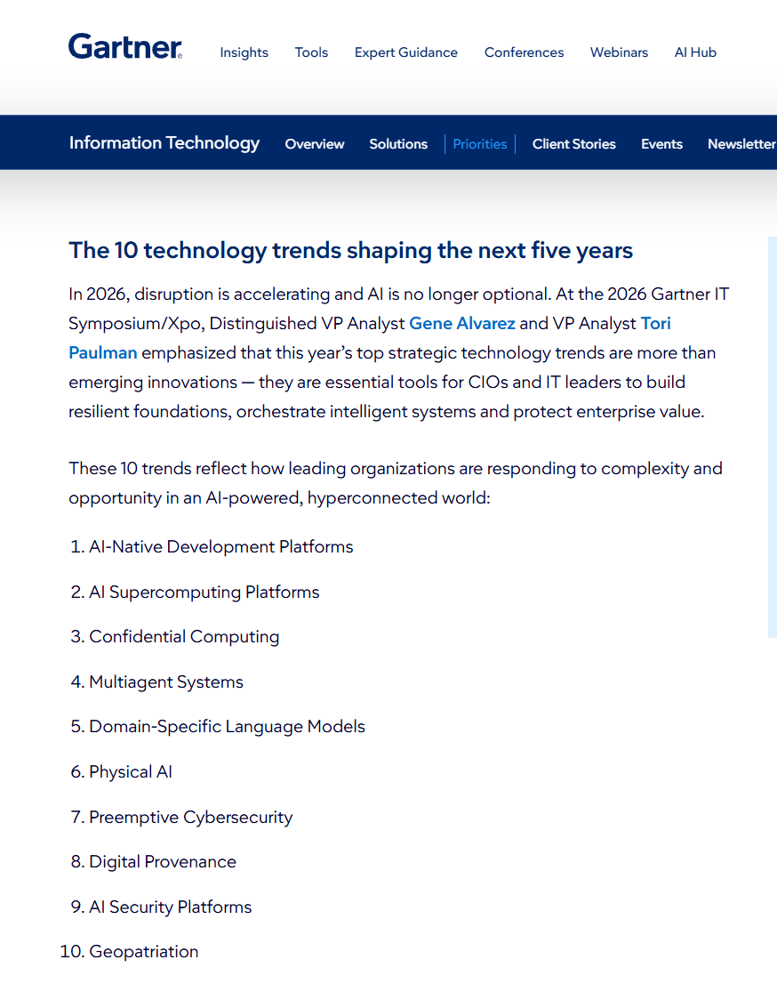 Gartner
Insights Tools Expert Guidance Conferences Webinars AI Hub
Information Technology Overview Solutions Priorities Client Stories Events Newsletter
The 10 technology trends shaping the next five years
In 2026, disruption is accelerating and AI is no longer optional. At the 2026 Gartner IT
Symposium/Xpo, Distinguished VP Analyst Gene Alvarez and VP Analyst Tori
Paulman emphasized that this year’s top strategic technology trends are more than
emerging innovations — they are essential tools for CIOs and IT leaders to build
resilient foundations, orchestrate intelligent systems and protect enterprise value.
These 10 trends reflect how leading organizations are responding to complexity and
opportunity in an AI-powered, hyperconnected world:
1. AI-Native Development Platforms
2. AI Supercomputing Platforms
3. Confidential Computing
4. Multiagent Systems
5. Domain-Specific Language Models
6. Physical AI
7. Preemptive Cybersecurity
8. Digital Provenance
9. AI Security Platforms
10. Geopatriation